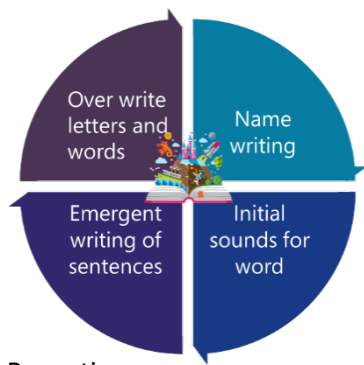 Over write
letters and
words
Name
writing
Emergent
writing of
sentences
Initial
sounds for
word